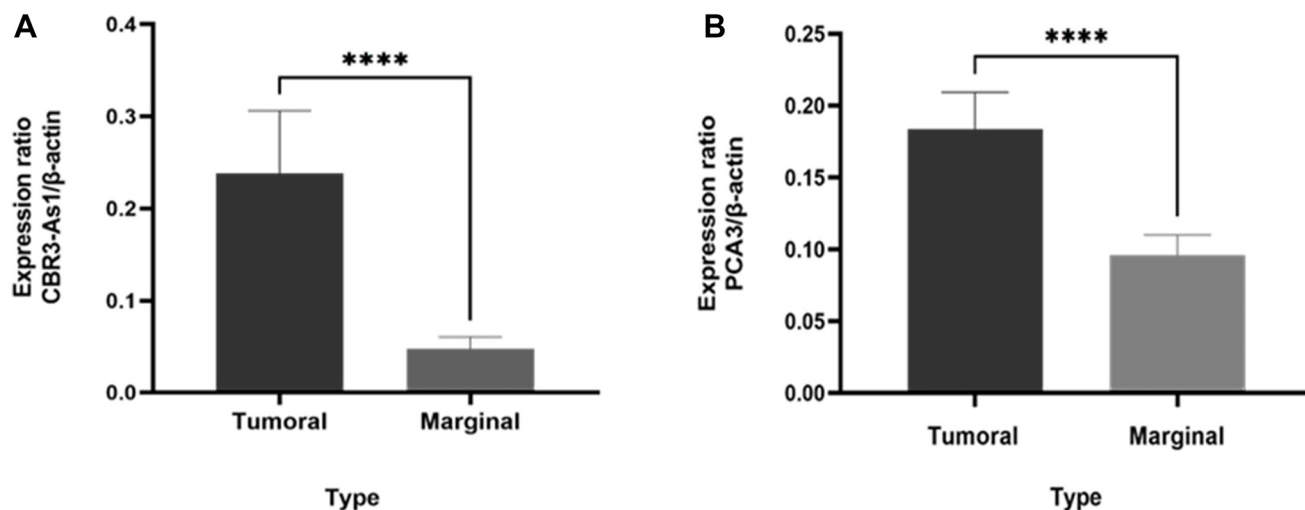 A
Expression ratio
CBR3-As1/β-actin
0.4
0.3
0.2
0.1
0.0
****
Tumoral Marginal
Type
B
Expression ratio
PCA3/β-actin
0.25
0.20
0.15
0.10
0.05
0.00
****
Tumoral Marginal
Type